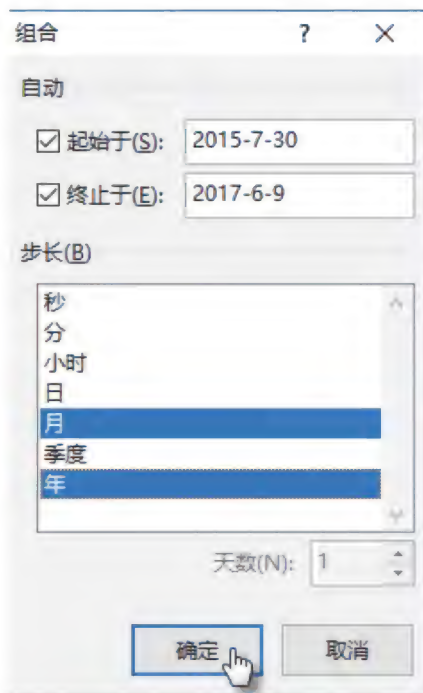 组合 ? ×
自动
起始于(S): 2015-7-30
终止于(E): 2017-6-9
步长(B)
秒
分
小时
日
月
季度
年
天数(N): 1
确定 取消